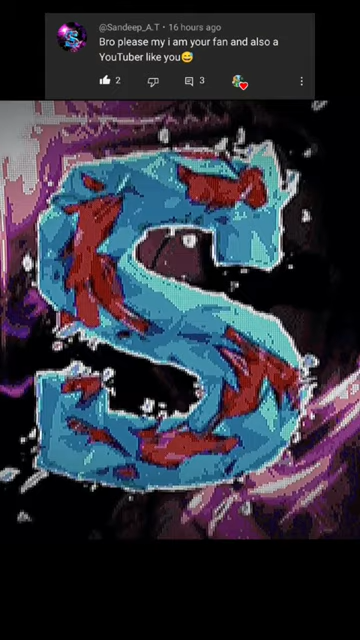 @Sandeep_A.T • 16 hours ago
Bro please my i am your fan and also a
YouTuber like you😅
2 3
S